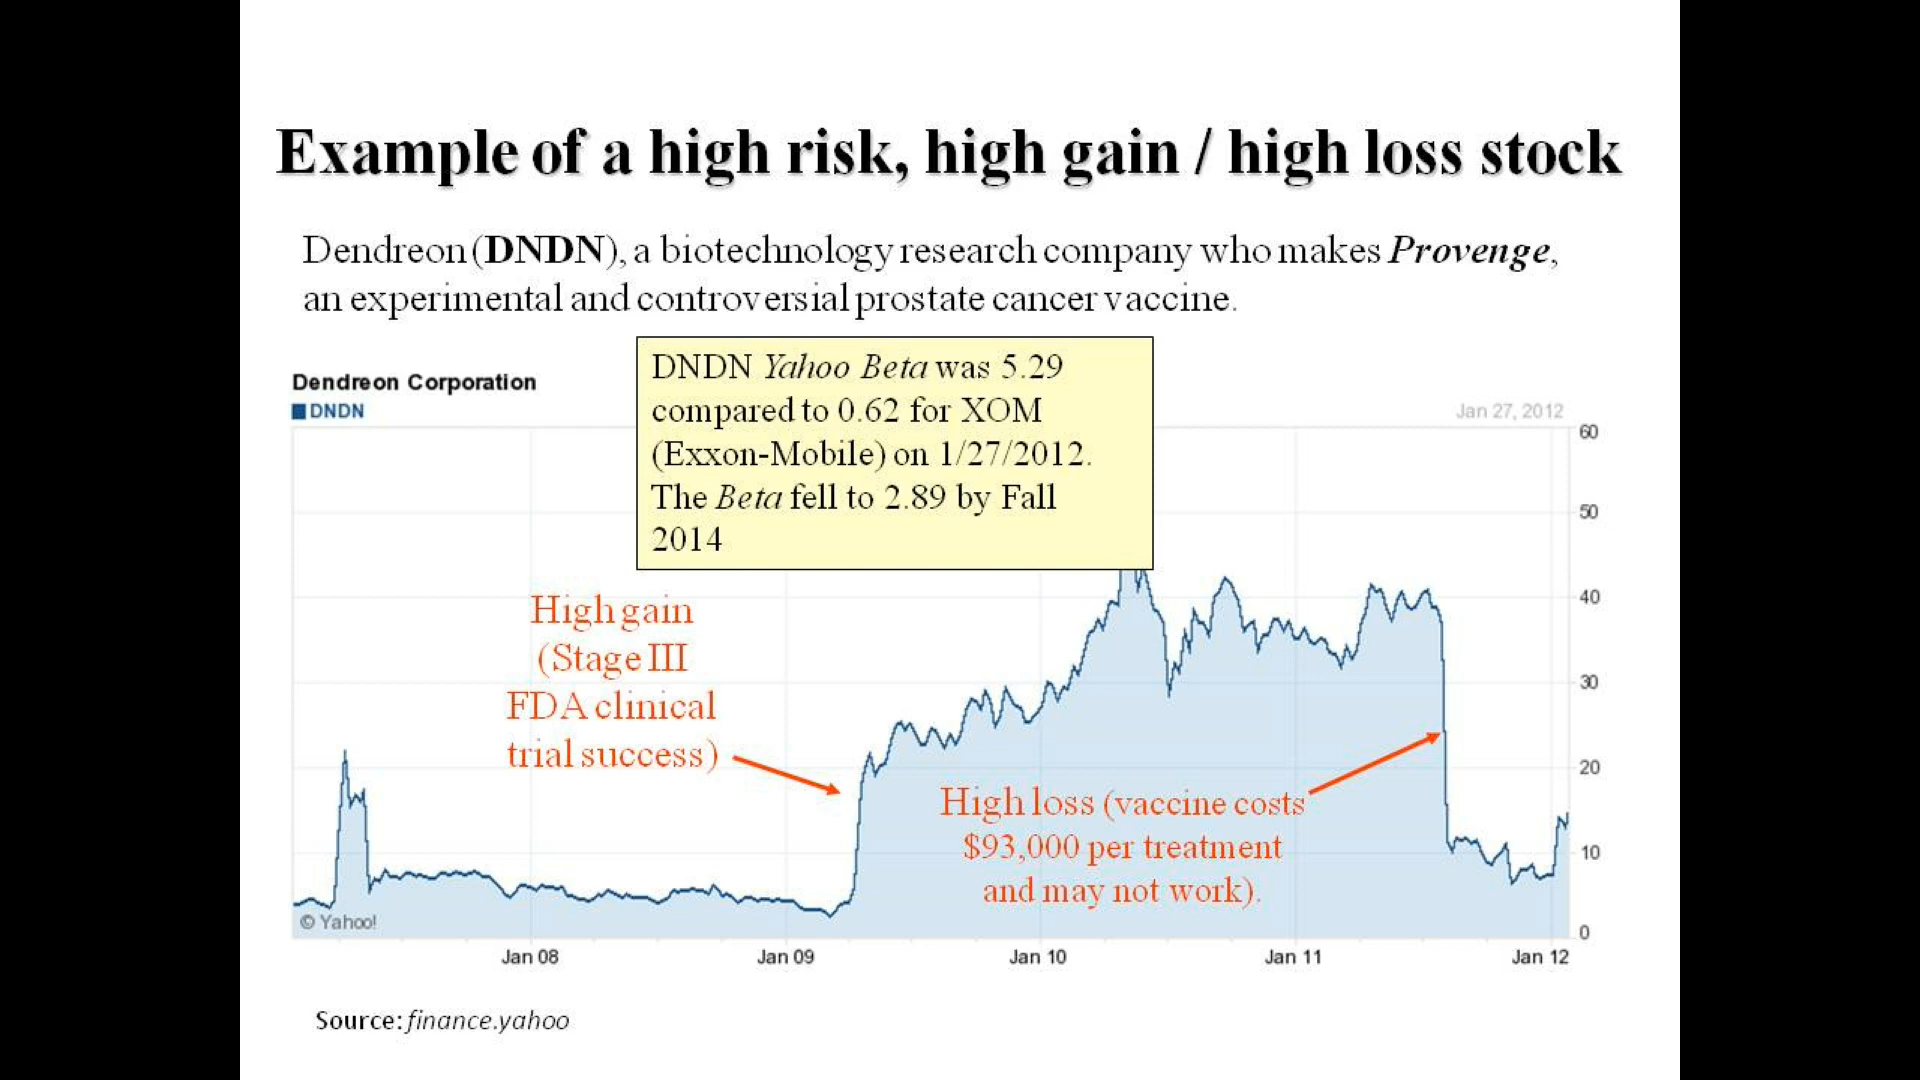 Example of a high risk, high gain / high loss stock
Dendreon (DNDN), a biotechnology research company who makes Provenge,
an experimental and controversial prostate cancer vaccine.
DNDN Yahoo Beta was 5.29
compared to 0.62 for XOM
(Exxon-Mobile) on 1/27/2012.
The Beta fell to 2.89 by Fall
2014
Dendreon Corporation
DNDN
Jan 27, 2012
60
50
40
30
20
10
0
High gain
(Stage III
FDA clinical
trial success)
High loss (vaccine costs
$93,000 per treatment
and may not work).
© Yahoo!
Jan 08
Jan 09
Jan 10
Jan 11
Jan 12
Source: finance.yahoo